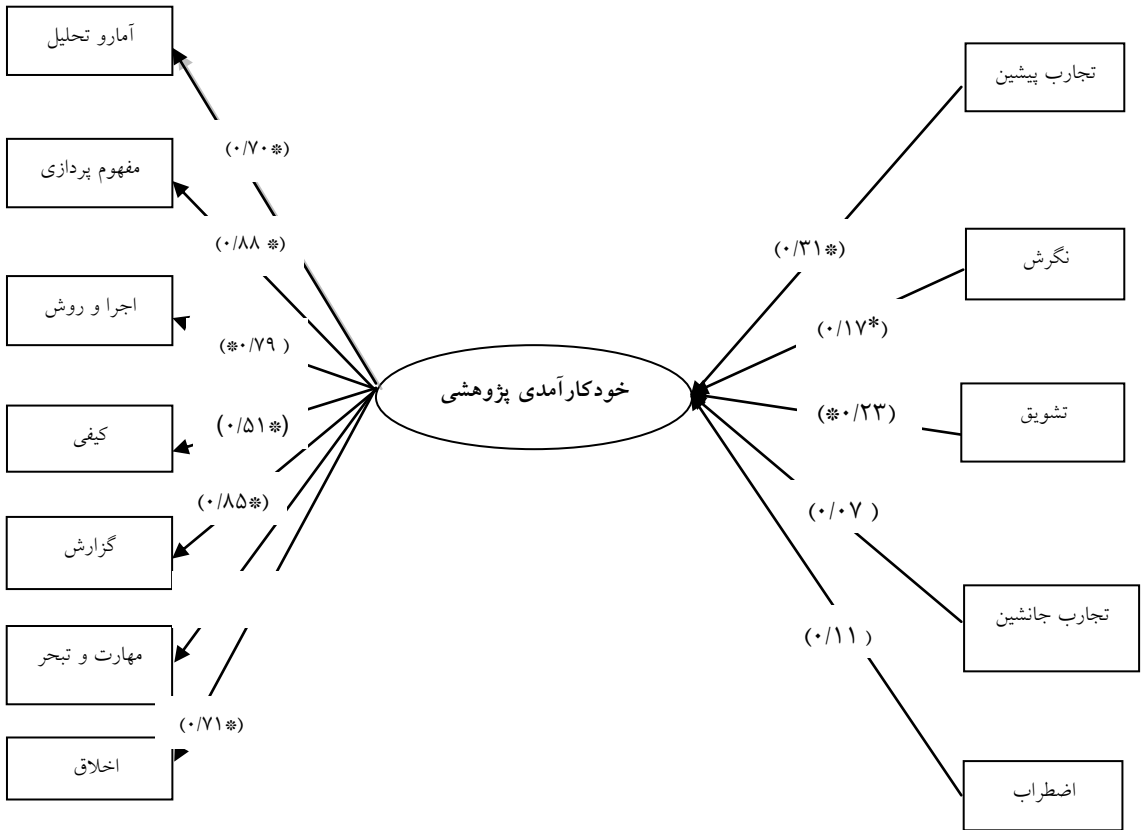 آمارو تحلیل
تجارب پیشین
(۰/۷۰*)
مفهوم پردازی
(۰/۸۸ *)
(۰/۳۱*)
نگرش
اجرا و روش
(*۰/۷۹ )
(۰/۱۷*)
خودکارآمدی پژوهشی
تشویق
(*۰/۲۳)
کیفی
(۰/۵۱*)
(۰/۸۵*)
(۰/۰۷ )
گزارش
تجارب جانشین
(۰/۱۱ )
مهارت و تبحر
(۰/۷۱*)
اخلاق
اضطراب